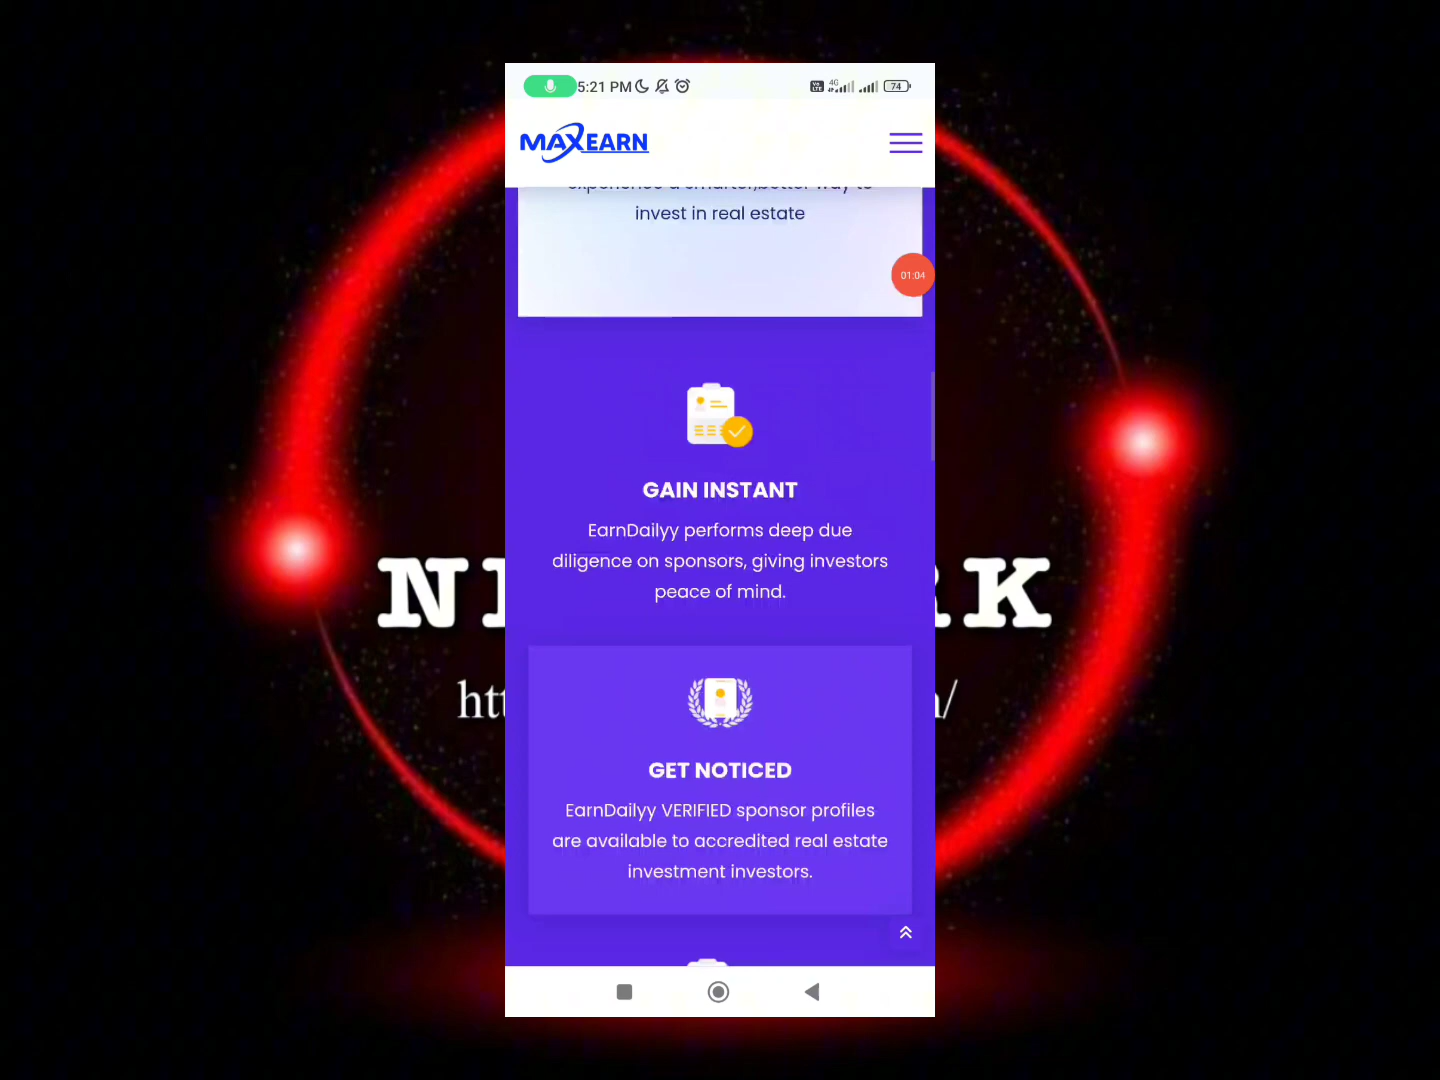 5:21 PM
4G
74
MAXEARN
invest in real estate
01:04
GAIN INSTANT
EarnDailyy performs deep due
diligence on sponsors, giving investors
peace of mind.
GET NOTICED
EarnDailyy VERIFIED sponsor profiles
are available to accredited real estate
investment investors.